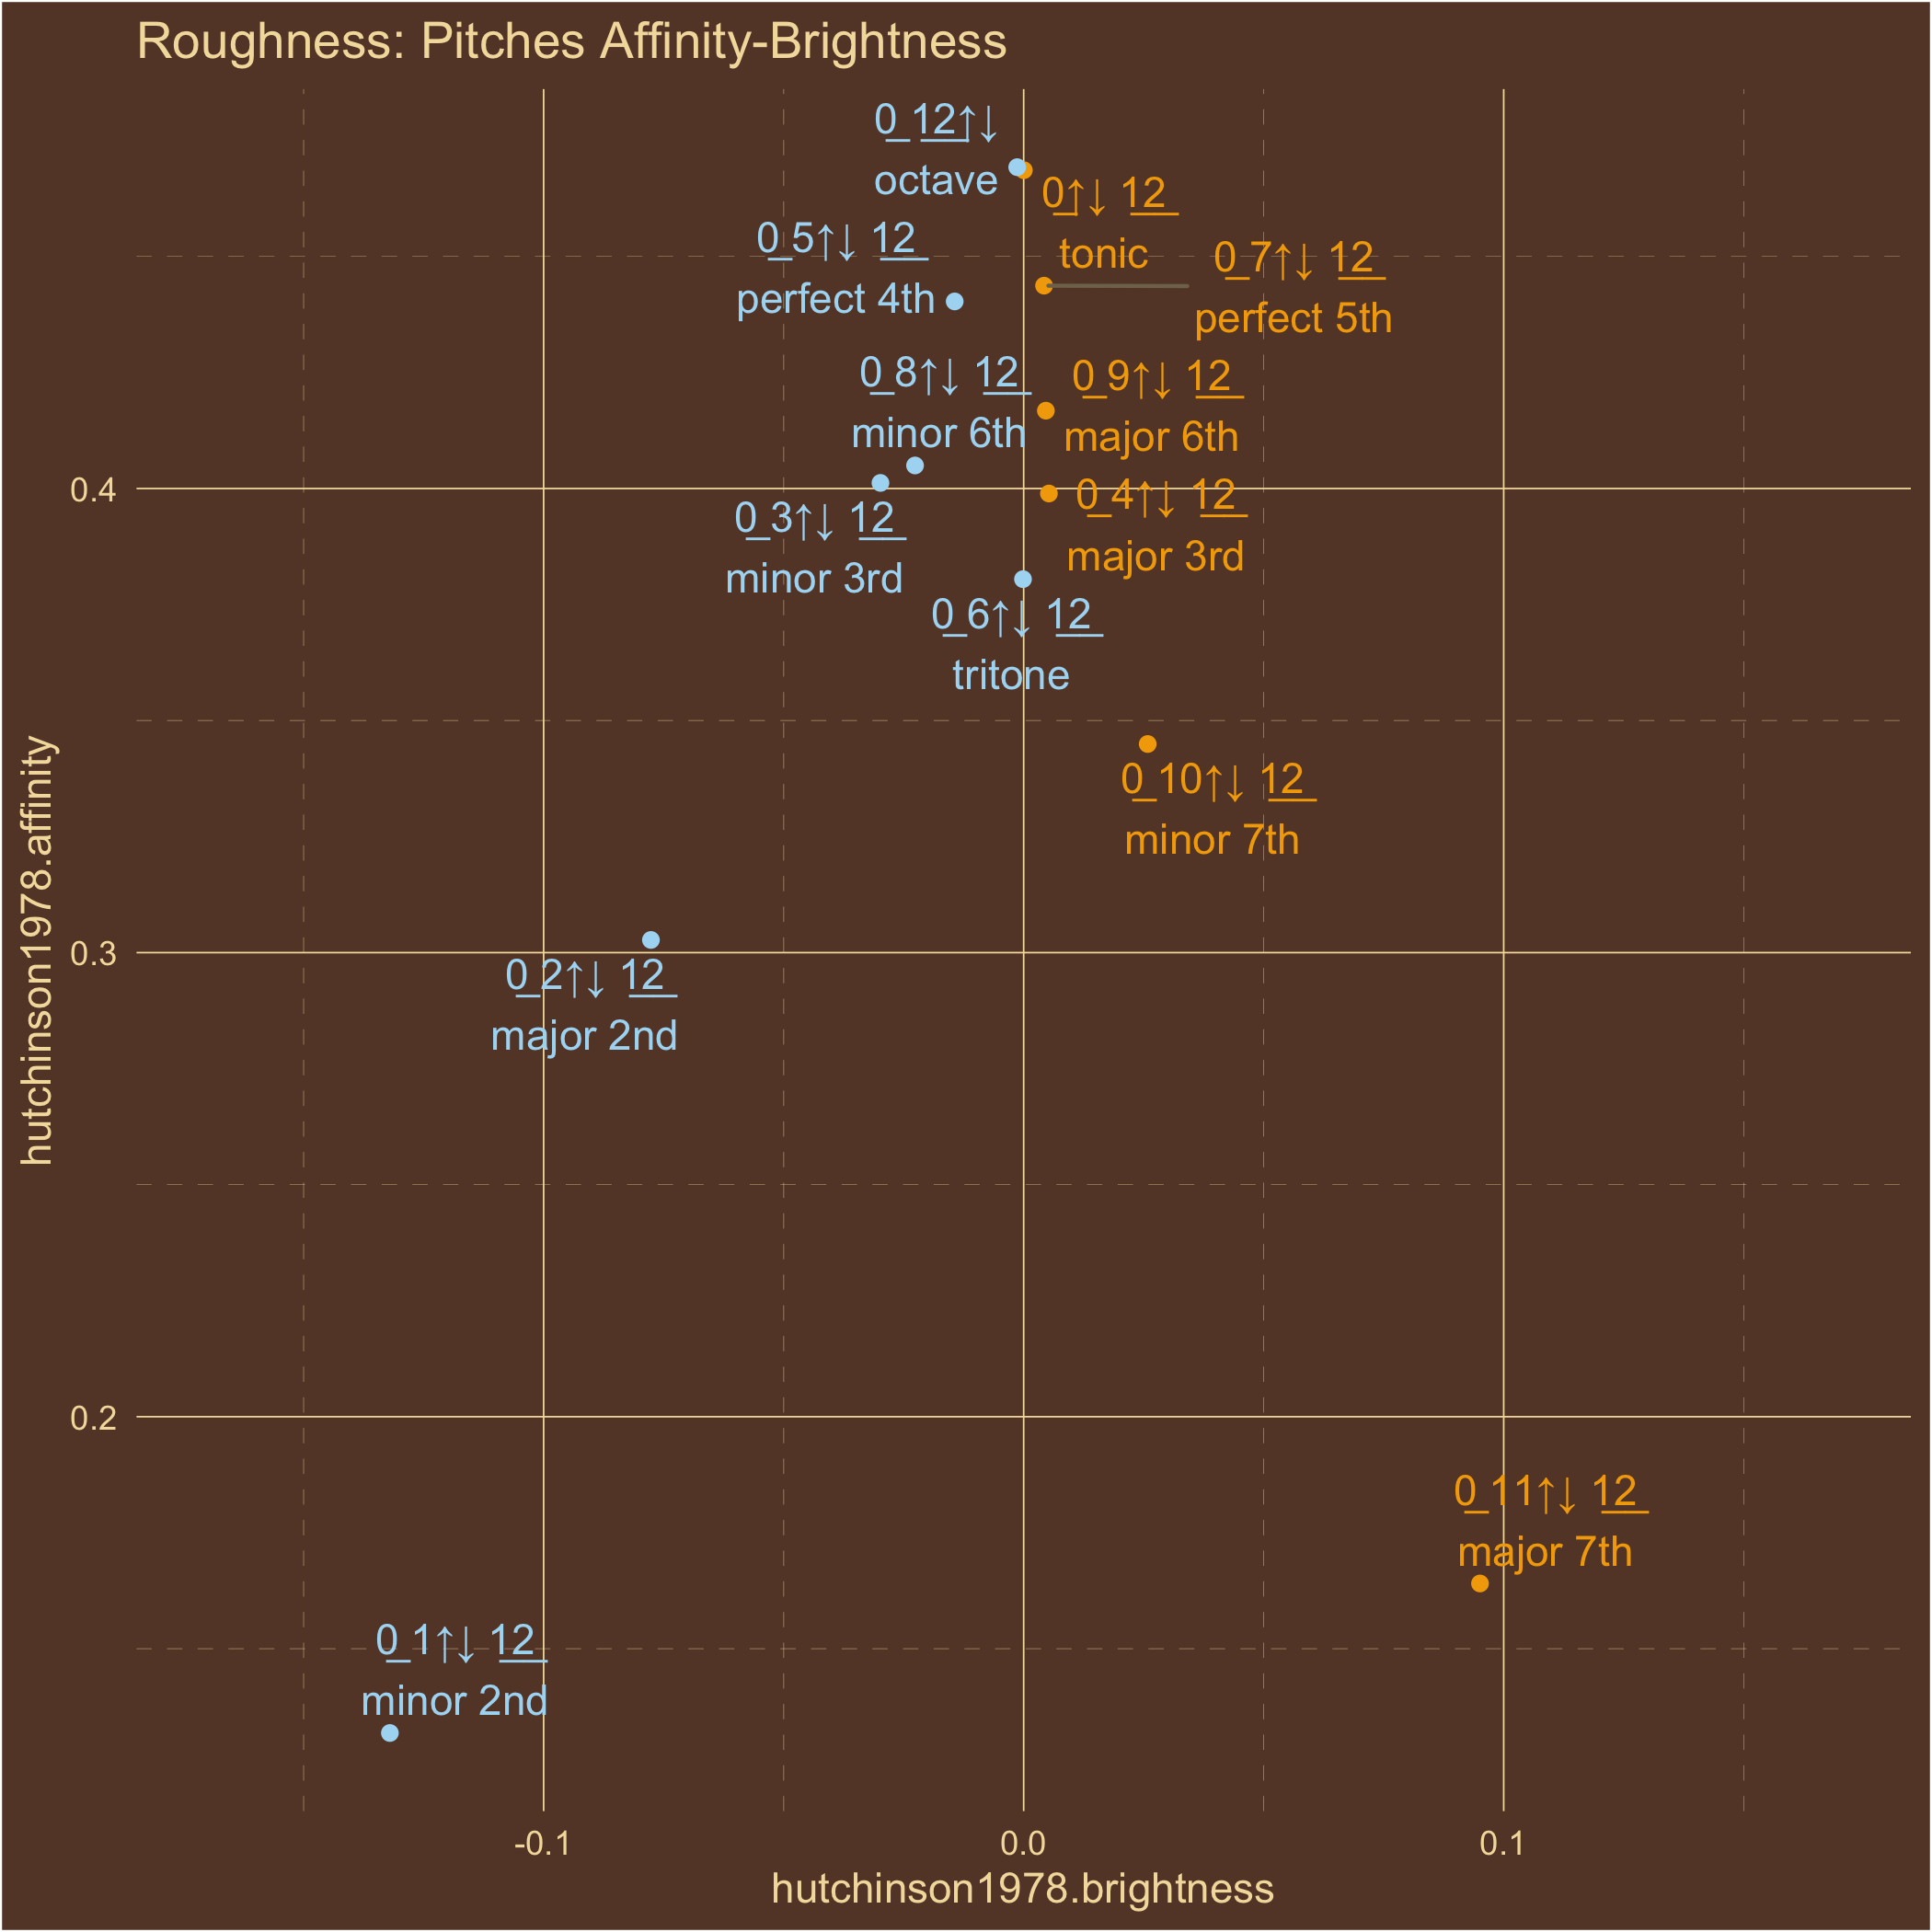 Roughness: Pitches Affinity-Brightness
0 12↑↓
octave
0↑↓ 12
tonic
0 5↑↓ 12
perfect 4th
0 7↑↓ 12
perfect 5th
0 8↑↓ 12
minor 6th
0 9↑↓ 12
major 6th
0.4
0 3↑↓ 12
minor 3rd
0 4↑↓ 12
major 3rd
0 6↑↓ 12
tritone
0 10↑↓ 12
minor 7th
hutchinson1978.affinity
0.3
0 2↑↓ 12
major 2nd
0.2
0 11↑↓ 12
major 7th
0 1↑↓ 12
minor 2nd
-0.1 0.0 0.1
hutchinson1978.brightness